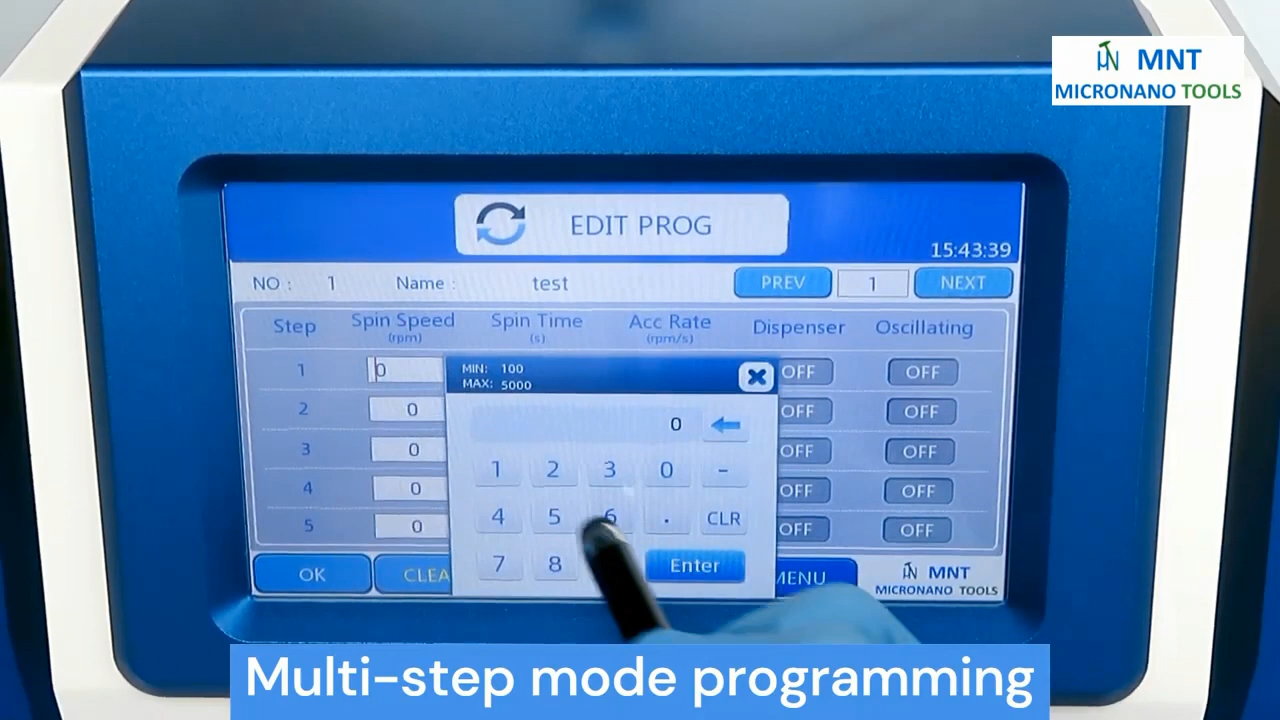 MNT
MICRONANO TOOLS
EDIT PROG
15:43:39
NO : 1 Name : test PREV 1 NEXT
Step Spin Speed Spin Time Acc Rate Dispenser Oscillating
(rpm) (s) (rpm/s)
1 0 OFF OFF
2 0 OFF OFF
3 0 OFF OFF
4 0 OFF OFF
5 0 OFF OFF
MIN: 100
MAX: 5000
0
1 2 3 0 -
4 5 6 . CLR
7 8 Enter
OK CLEA MENU
MNT
MICRONANO TOOLS
Multi-step mode programming